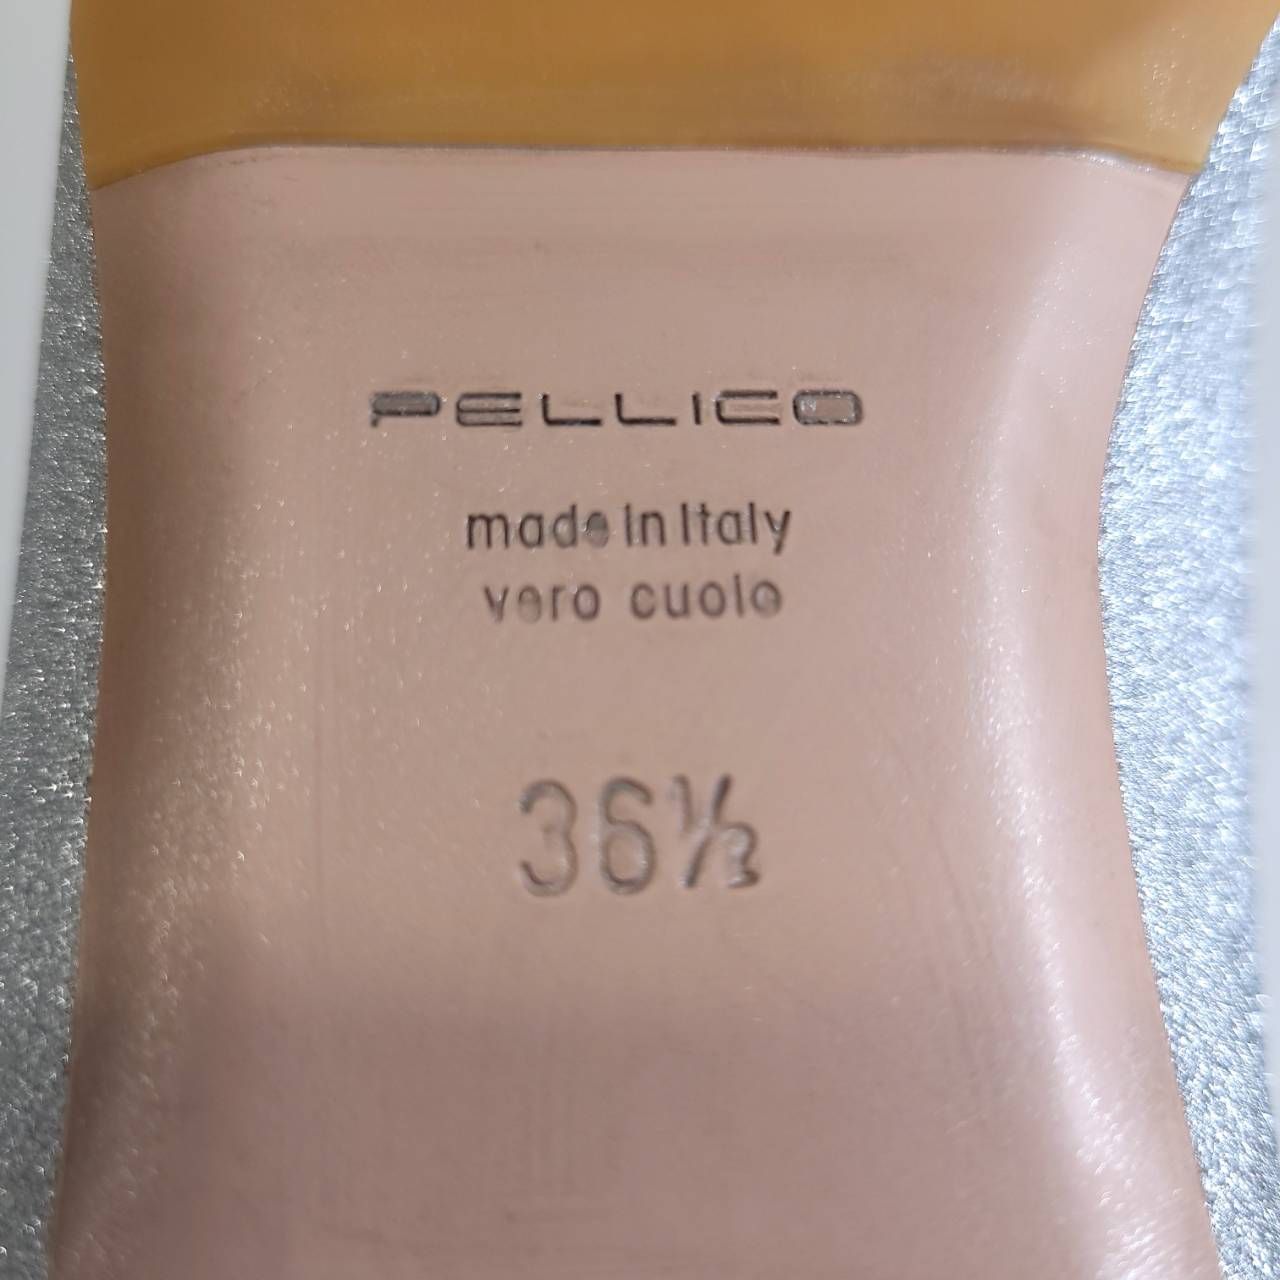 PELLICO
made in Italy
vero cuoio
36½